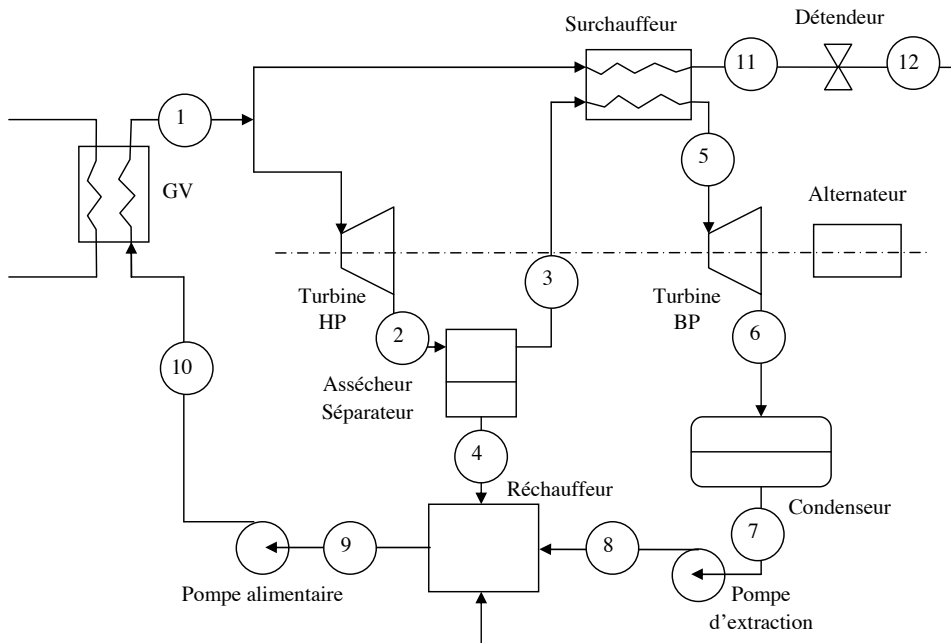 Surchauffeur
Détendeur
1
11
12
GV
5
Alternateur
3
Turbine
HP
Turbine
BP
2
6
10
Assécheur
Séparateur
4
Réchauffeur
Condenseur
7
9
8
Pompe alimentaire
Pompe
d'extraction